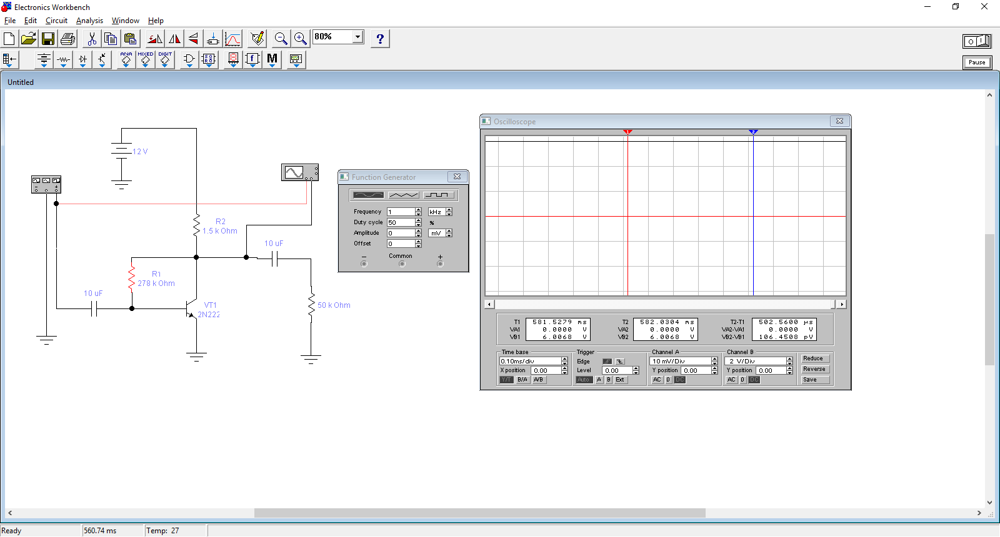 Electronics Workbench
File Edit Circuit Analysis Window Help
80%
?
O I
ANA MIXED DIGIT
f M
Pause
Untitled
12 V
R2
1.5 k Ohm
10 uF
R1
278 k Ohm
10 uF
VT1
2N222
50 k Ohm
Function Generator
Frequency 1 kHz
Duty cycle 50 %
Amplitude 0 mV
Offset 0
− Common +
Oscilloscope
1 2
T1 581.5279 ms
VA1 0.0000 V
VB1 6.0068 V
T2 582.0304 ms
VA2 0.0000 V
VB2 6.0068 V
T2-T1 502.5600 µs
VA2-VA1 0.0000 V
VB2-VB1 106.4508 pV
Time base
0.10ms/div
X position 0.00
Y/T B/A A/B
Trigger
Edge
Level 0.00
Auto A B Ext
Channel A
10 mV/Div
Y position 0.00
AC 0 DC
Channel B
2 V/Div
Y position 0.00
AC 0 DC
Reduce
Reverse
Save
Ready 560.74 ms Temp: 27